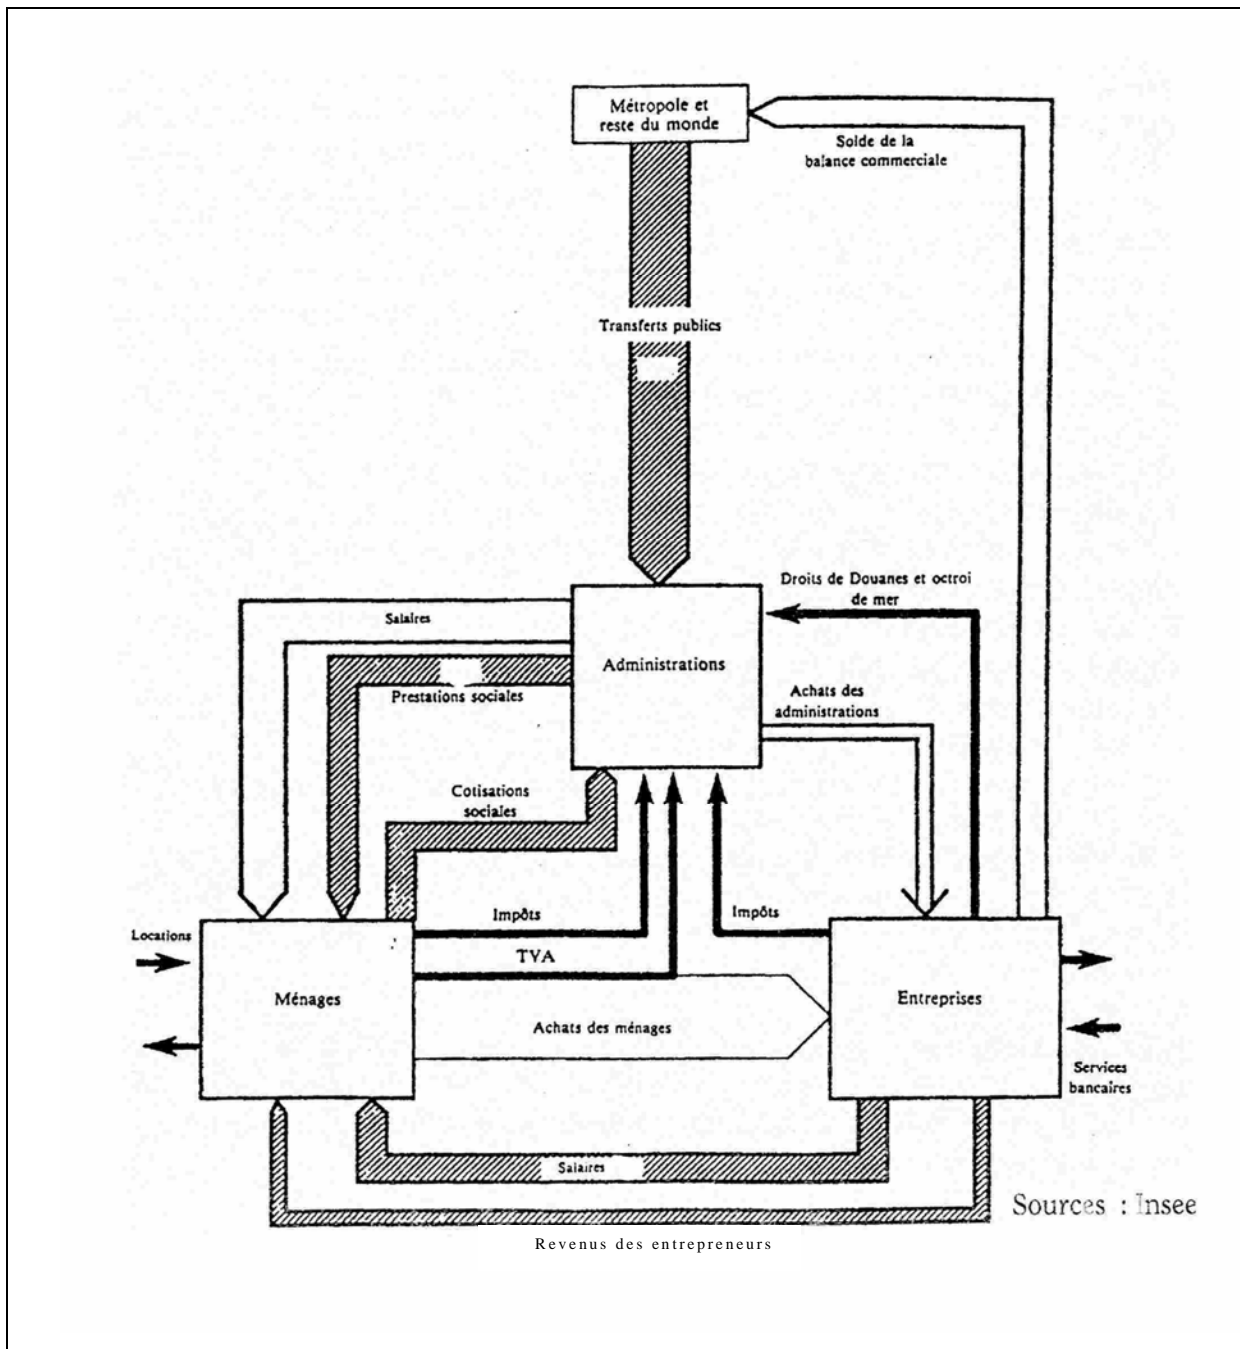 Métropole et
reste du monde
Solde de la
balance commerciale
Transferts publics
Droits de Douanes et octroi
de mer
Salaires
Administrations
Prestations sociales
Achats des
administrations
Cotisations
sociales
Impôts
Impôts
Locations
TVA
Ménages
Entreprises
Achats des ménages
Services
bancaires
Salaires
Sources : Insee
Revenus des entrepreneurs